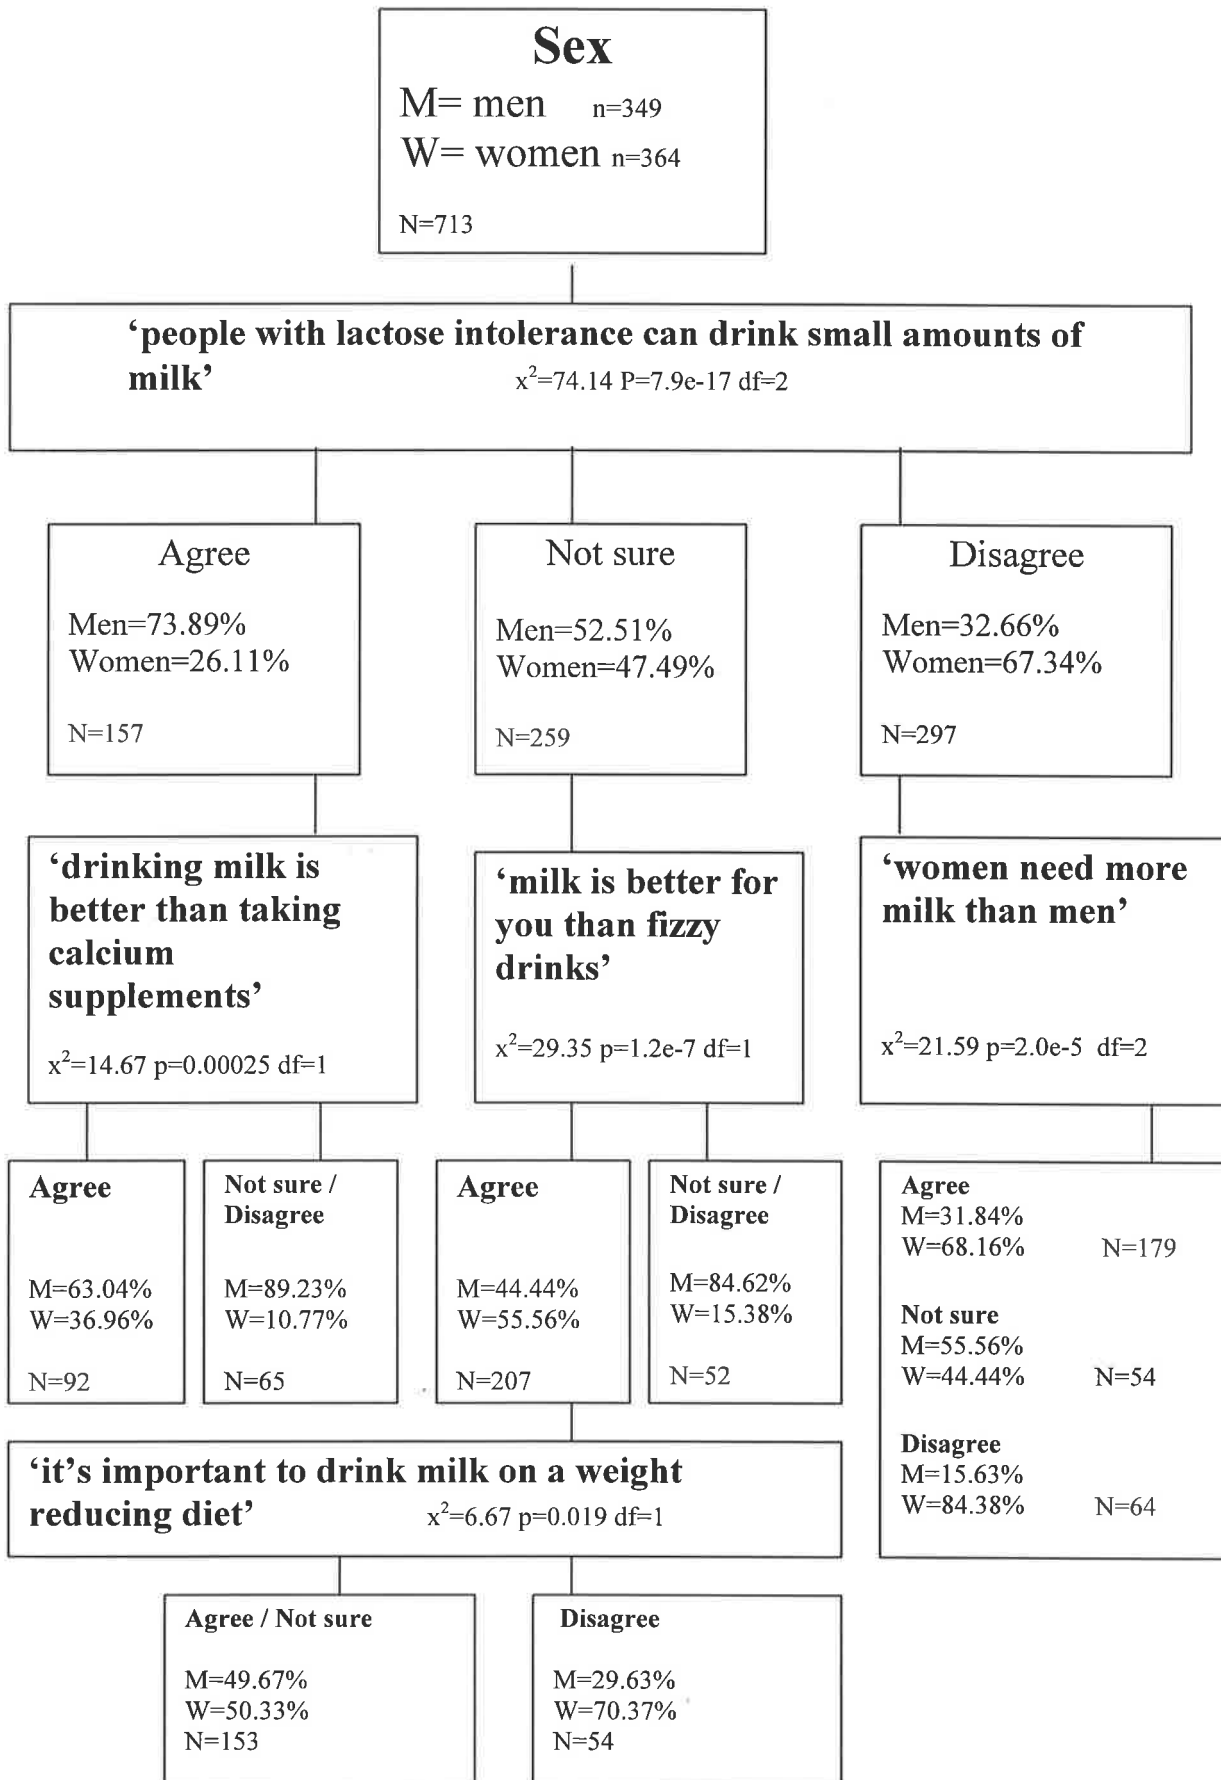 Sex
M= men n=349
W= women n=364
N=713
‘people with lactose intolerance can drink small amounts of
milk’ x²=74.14 P=7.9e-17 df=2
Agree
Men=73.89%
Women=26.11%
N=157
Not sure
Men=52.51%
Women=47.49%
N=259
Disagree
Men=32.66%
Women=67.34%
N=297
‘drinking milk is
better than taking
calcium
supplements’
x²=14.67 p=0.00025 df=1
‘milk is better for
you than fizzy
drinks’
x²=29.35 p=1.2e-7 df=1
‘women need more
milk than men’
x²=21.59 p=2.0e-5 df=2
Agree
M=63.04%
W=36.96%
N=92
Not sure /
Disagree
M=89.23%
W=10.77%
N=65
Agree
M=44.44%
W=55.56%
N=207
Not sure /
Disagree
M=84.62%
W=15.38%
N=52
Agree
M=31.84%
W=68.16% N=179
Not sure
M=55.56%
W=44.44% N=54
Disagree
M=15.63%
W=84.38% N=64
‘it's important to drink milk on a weight
reducing diet’ x²=6.67 p=0.019 df=1
Agree / Not sure
M=49.67%
W=50.33%
N=153
Disagree
M=29.63%
W=70.37%
N=54